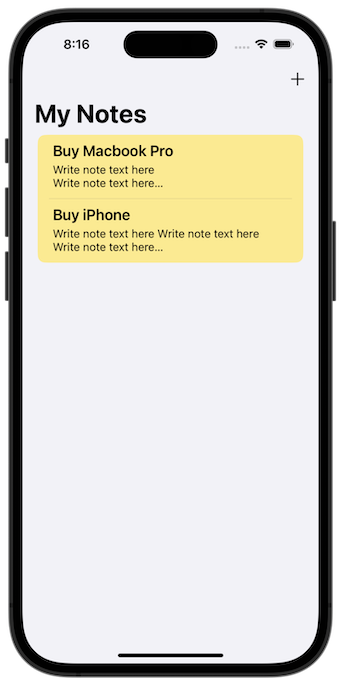 8:16
+
My Notes
Buy Macbook Pro
Write note text here
Write note text here...
Buy iPhone
Write note text here Write note text here
Write note text here...